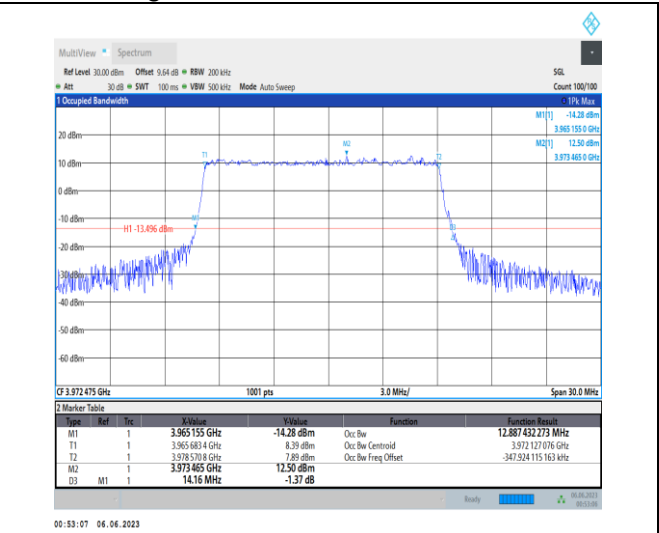 MultiView Spectrum
Ref Level 30.00 dBm Offset 9.64 dB RBW 200 kHz SGL
Att 30 dB SWT 100 ms VBW 500 kHz Mode Auto Sweep Count 100/100
1 Occupied Bandwidth 1Pk Max
M1[1] -14.28 dBm
3.965 155 0 GHz
M2[1] 12.50 dBm
3.973 465 0 GHz
20 dBm
M2
T1 T2
10 dBm
0 dBm
-10 dBm
M1
H1 -13.496 dBm
D3
-20 dBm
-30 dBm
-40 dBm
-50 dBm
-60 dBm
CF 3.972 475 GHz 1001 pts 3.0 MHz/ Span 30.0 MHz
2 Marker Table
Type Ref Trc X-Value Y-Value Function Function Result
M1 1 3.965 155 GHz -14.28 dBm Occ Bw 12.887 432 273 MHz
T1 1 3.965 683 4 GHz 8.39 dBm Occ Bw Centroid 3.972 127 076 GHz
T2 1 3.978 570 8 GHz 7.89 dBm Occ Bw Freq Offset -347.924 115 163 kHz
M2 1 3.973 465 GHz 12.50 dBm
D3 M1 1 14.16 MHz -1.37 dB
Ready 06.06.2023
00:53:06
00:53:07 06.06.2023